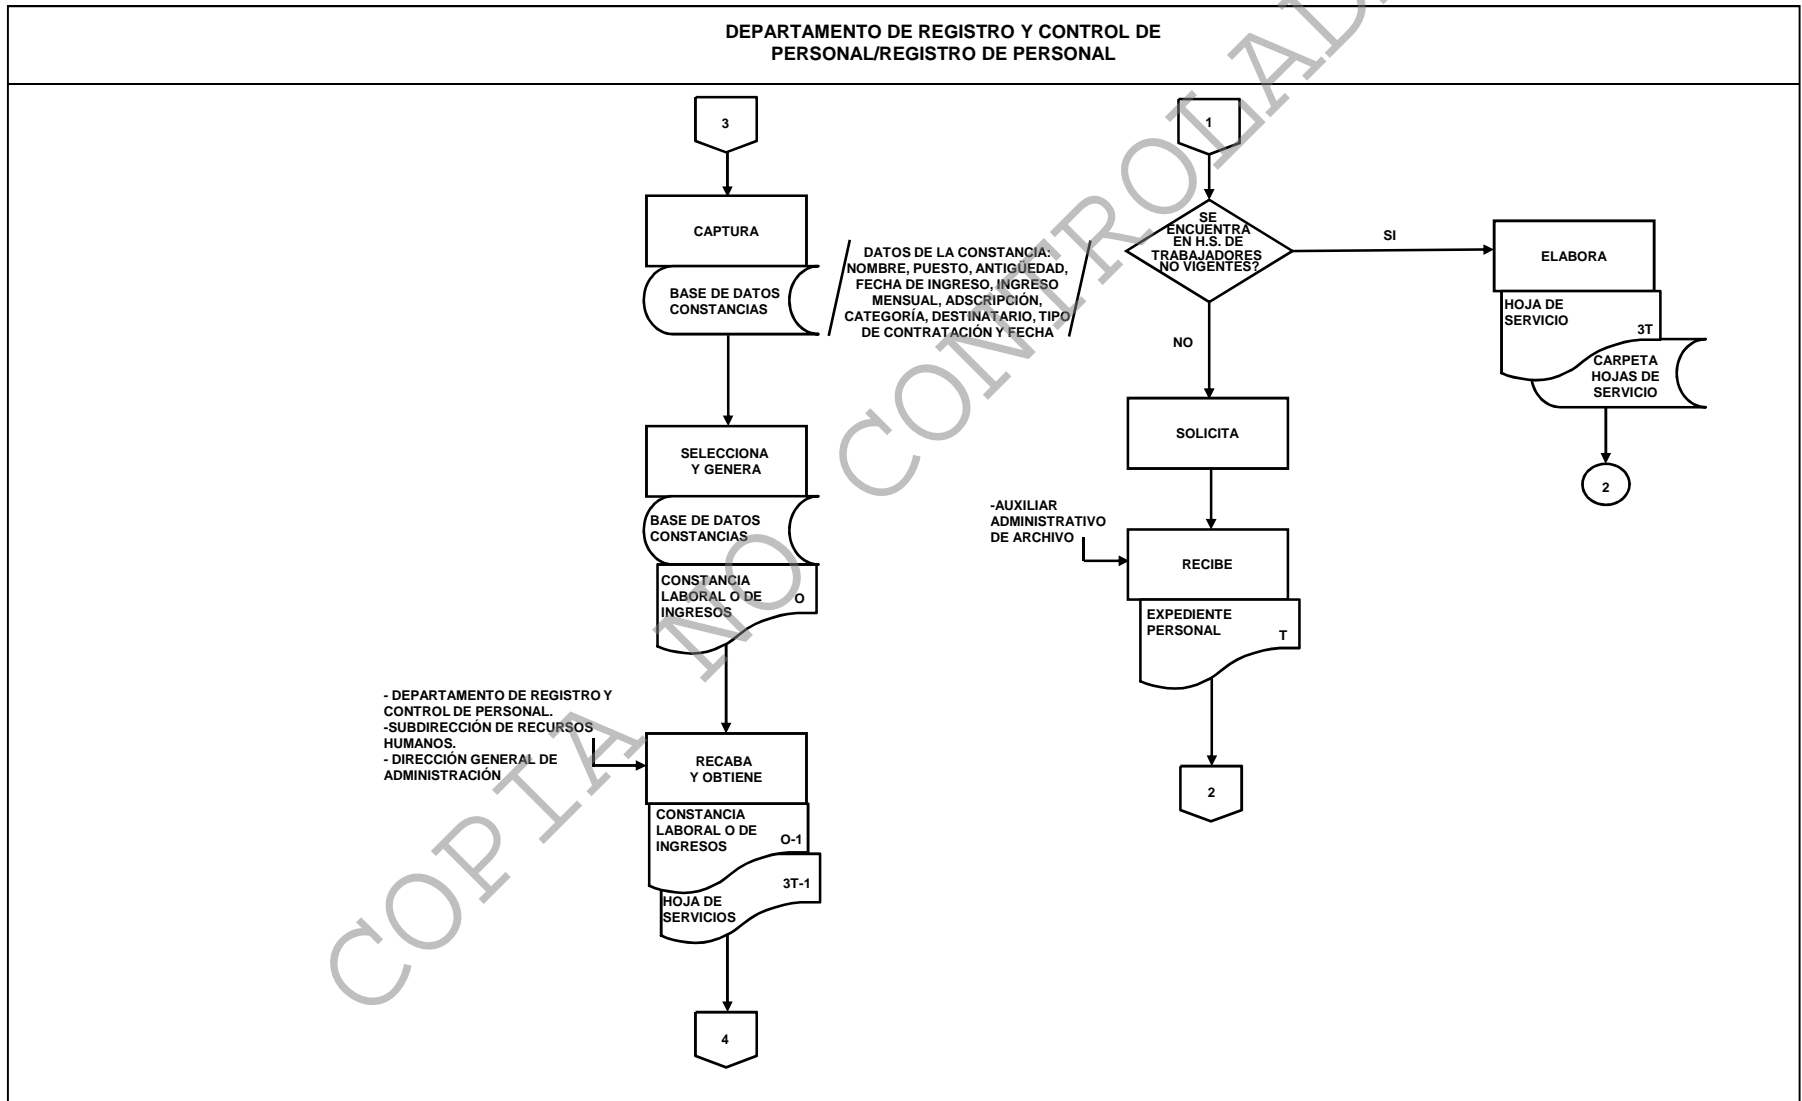 DEPARTAMENTO DE REGISTRO Y CONTROL DE
PERSONAL/REGISTRO DE PERSONAL
3
CAPTURA
BASE DE DATOS
CONSTANCIAS
DATOS DE LA CONSTANCIA:
NOMBRE, PUESTO, ANTIGÜEDAD,
FECHA DE INGRESO, INGRESO
MENSUAL, ADSCRIPCIÓN,
CATEGORÍA, DESTINATARIO, TIPO
DE CONTRATACIÓN Y FECHA
SELECCIONA
Y GENERA
BASE DE DATOS
CONSTANCIAS
CONSTANCIA
LABORAL O DE
INGRESOS
O
- DEPARTAMENTO DE REGISTRO Y
CONTROL DE PERSONAL.
-SUBDIRECCIÓN DE RECURSOS
HUMANOS.
- DIRECCIÓN GENERAL DE
ADMINISTRACIÓN
RECABA
Y OBTIENE
CONSTANCIA
LABORAL O DE
INGRESOS
O-1
3T-1
HOJA DE
SERVICIOS
4
1
SE
ENCUENTRA
EN H.S. DE
TRABAJADORES
NO VIGENTES?
SI
NO
ELABORA
HOJA DE
SERVICIO
3T
CARPETA
HOJAS DE
SERVICIO
2
SOLICITA
-AUXILIAR
ADMINISTRATIVO
DE ARCHIVO
RECIBE
EXPEDIENTE
PERSONAL
T
2
COPIA NO CONTROLAD